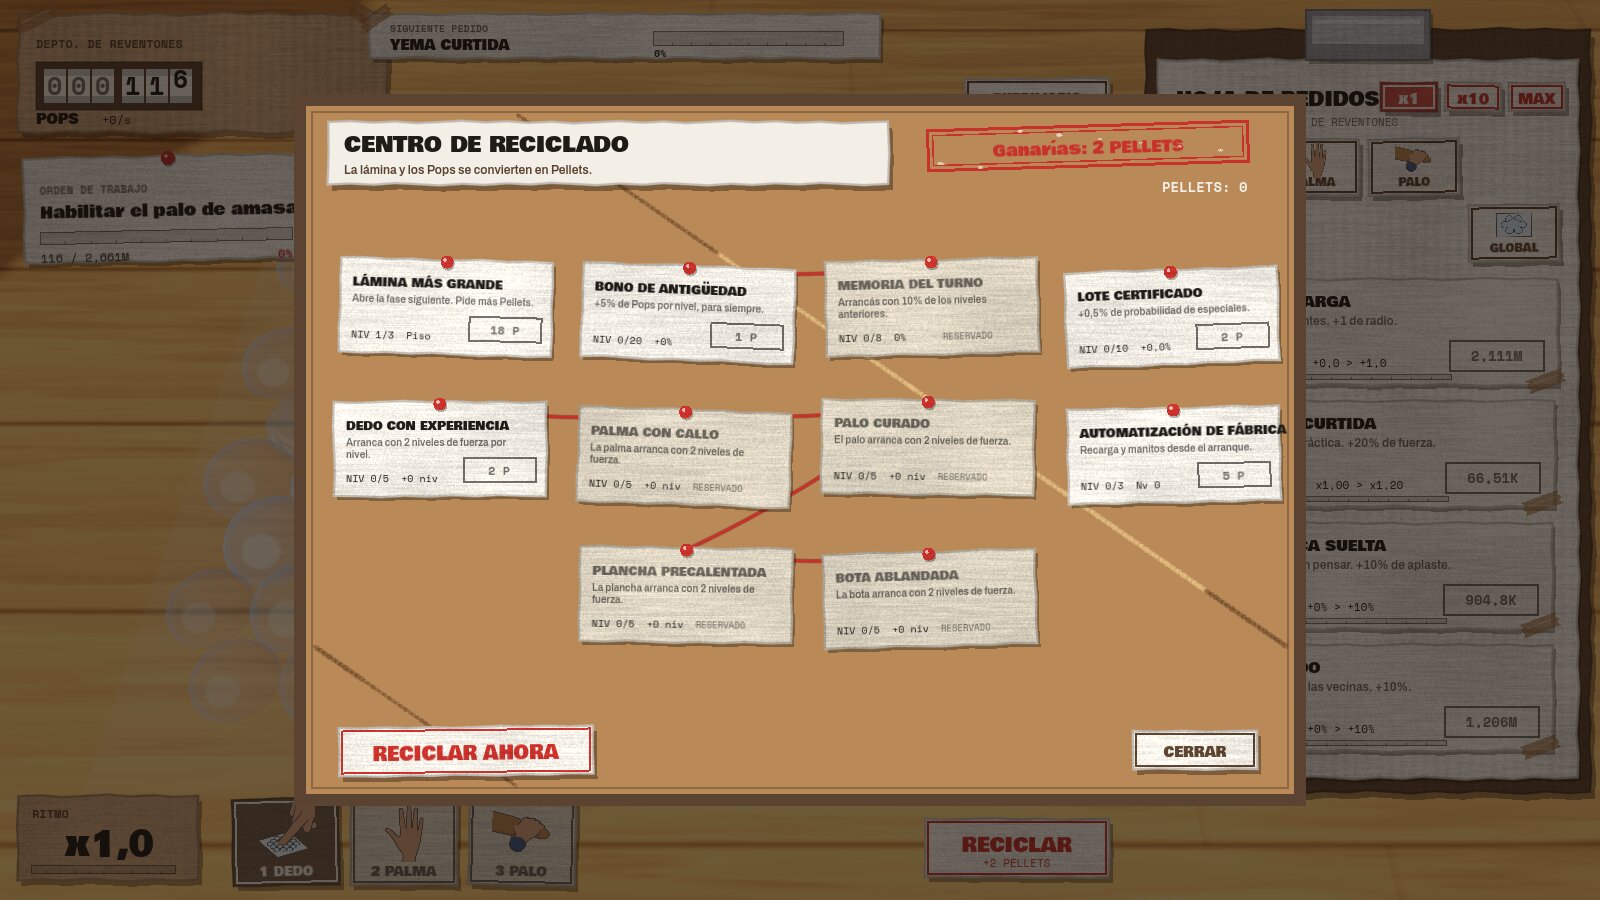 DEPTO. DE REVENTONES
000116
POPS +0/s
SIGUIENTE PEDIDO
YEMA CURTIDA
0%
ORDEN DE TRABAJO
Habilitar el palo de amasa
116 / 2.661M
0%
DIDOS
x1
x10
MAX
DE REVENTONES
LMA
PALO
GLOBAL
ARGA
ntes. +1 de radio.
+0,0 > +1,0
2.111M
CURTIDA
ráctica. +20% de fuerza.
x1,00 > x1,20
66.51K
A SUELTA
n pensar. +10% de aplaste.
+0% > +10%
904.8K
DO
las vecinas. +10%.
+0% > +10%
1.206M
CENTRO DE RECICLADO
La lámina y los Pops se convierten en Pellets.
Ganarías: 2 PELLETS
PELLETS: 0
LÁMINA MÁS GRANDE
Abre la fase siguiente. Pide más Pellets.
NIV 1/3 Piso
18 P
BONO DE ANTIGÜEDAD
+5% de Pops por nivel, para siempre.
NIV 0/20 +0%
1 P
MEMORIA DEL TURNO
Arrancás con 10% de los niveles
anteriores.
NIV 0/8 0% RESERVADO
LOTE CERTIFICADO
+0,5% de probabilidad de especiales.
NIV 0/10 +0,0%
2 P
DEDO CON EXPERIENCIA
Arranca con 2 niveles de fuerza por
nivel.
NIV 0/5 +0 niv
2 P
PALMA CON CALLO
La palma arranca con 2 niveles de
fuerza.
NIV 0/5 +0 niv RESERVADO
PALO CURADO
El palo arranca con 2 niveles de fuerza.
NIV 0/5 +0 niv RESERVADO
AUTOMATIZACIÓN DE FÁBRICA
Recarga y manitos desde el arranque.
NIV 0/3 Nv 0
5 P
PLANCHA PRECALENTADA
La plancha arranca con 2 niveles de
fuerza.
NIV 0/5 +0 niv RESERVADO
BOTA ABLANDADA
La bota arranca con 2 niveles de fuerza.
NIV 0/5 +0 niv RESERVADO
RECICLAR AHORA
CERRAR
RITMO
x1,0
1 DEDO
2 PALMA
3 PALO
RECICLAR
+2 PELLETS